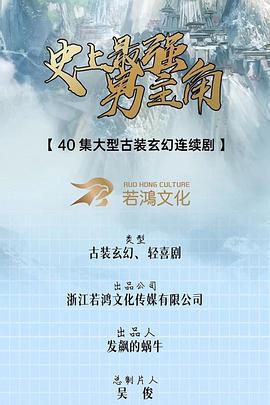 史上最强
男主角
【 40 集大型古装玄幻连续剧 】
RUO HONG CULTURE
若鴻文化
类型
古装玄幻、轻喜剧
出品公司
浙江若鸿文化传媒有限公司
出品人
发飙的蜗牛
总制片人
吴 俊